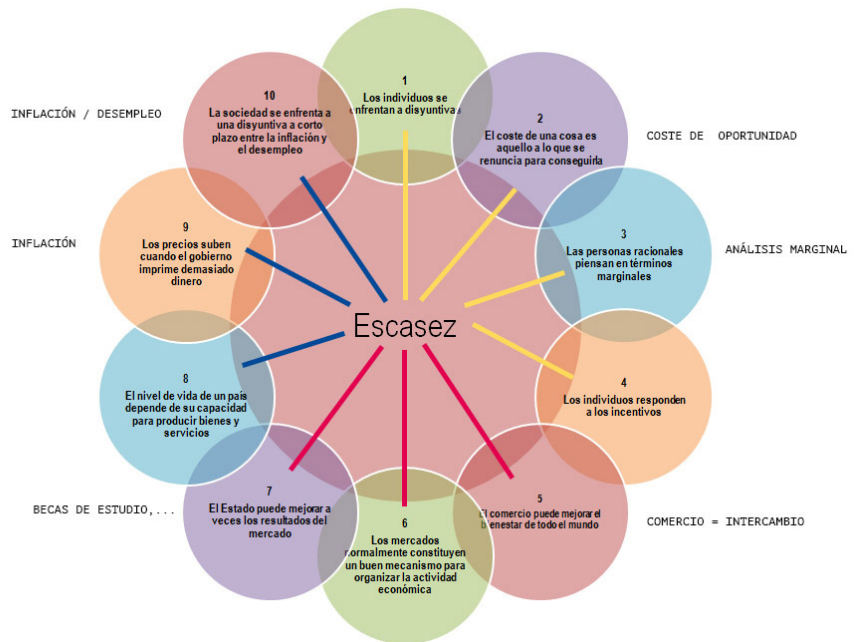 1
Los individuos se
enfrentan a disyuntivas
2
El coste de una cosa es
aquello a lo que se
renuncia para conseguirla
COSTE DE OPORTUNIDAD
3
Las personas racionales
piensan en términos
marginales
ANÁLISIS MARGINAL
4
Los individuos responden
a los incentivos
5
El comercio puede mejorar el
bienestar de todo el mundo
COMERCIO = INTERCAMBIO
6
Los mercados
normalmente constituyen
un buen mecanismo para
organizar la actividad
económica
7
El Estado puede mejorar a
veces los resultados del
mercado
BECAS DE ESTUDIO,...
8
El nivel de vida de un país
depende de su capacidad
para producir bienes y
servicios
9
Los precios suben
cuando el gobierno
imprime demasiado
dinero
INFLACIÓN
10
La sociedad se enfrenta a
una disyuntiva a corto
plazo entre la inflación y
el desempleo
INFLACIÓN / DESEMPLEO
Escasez